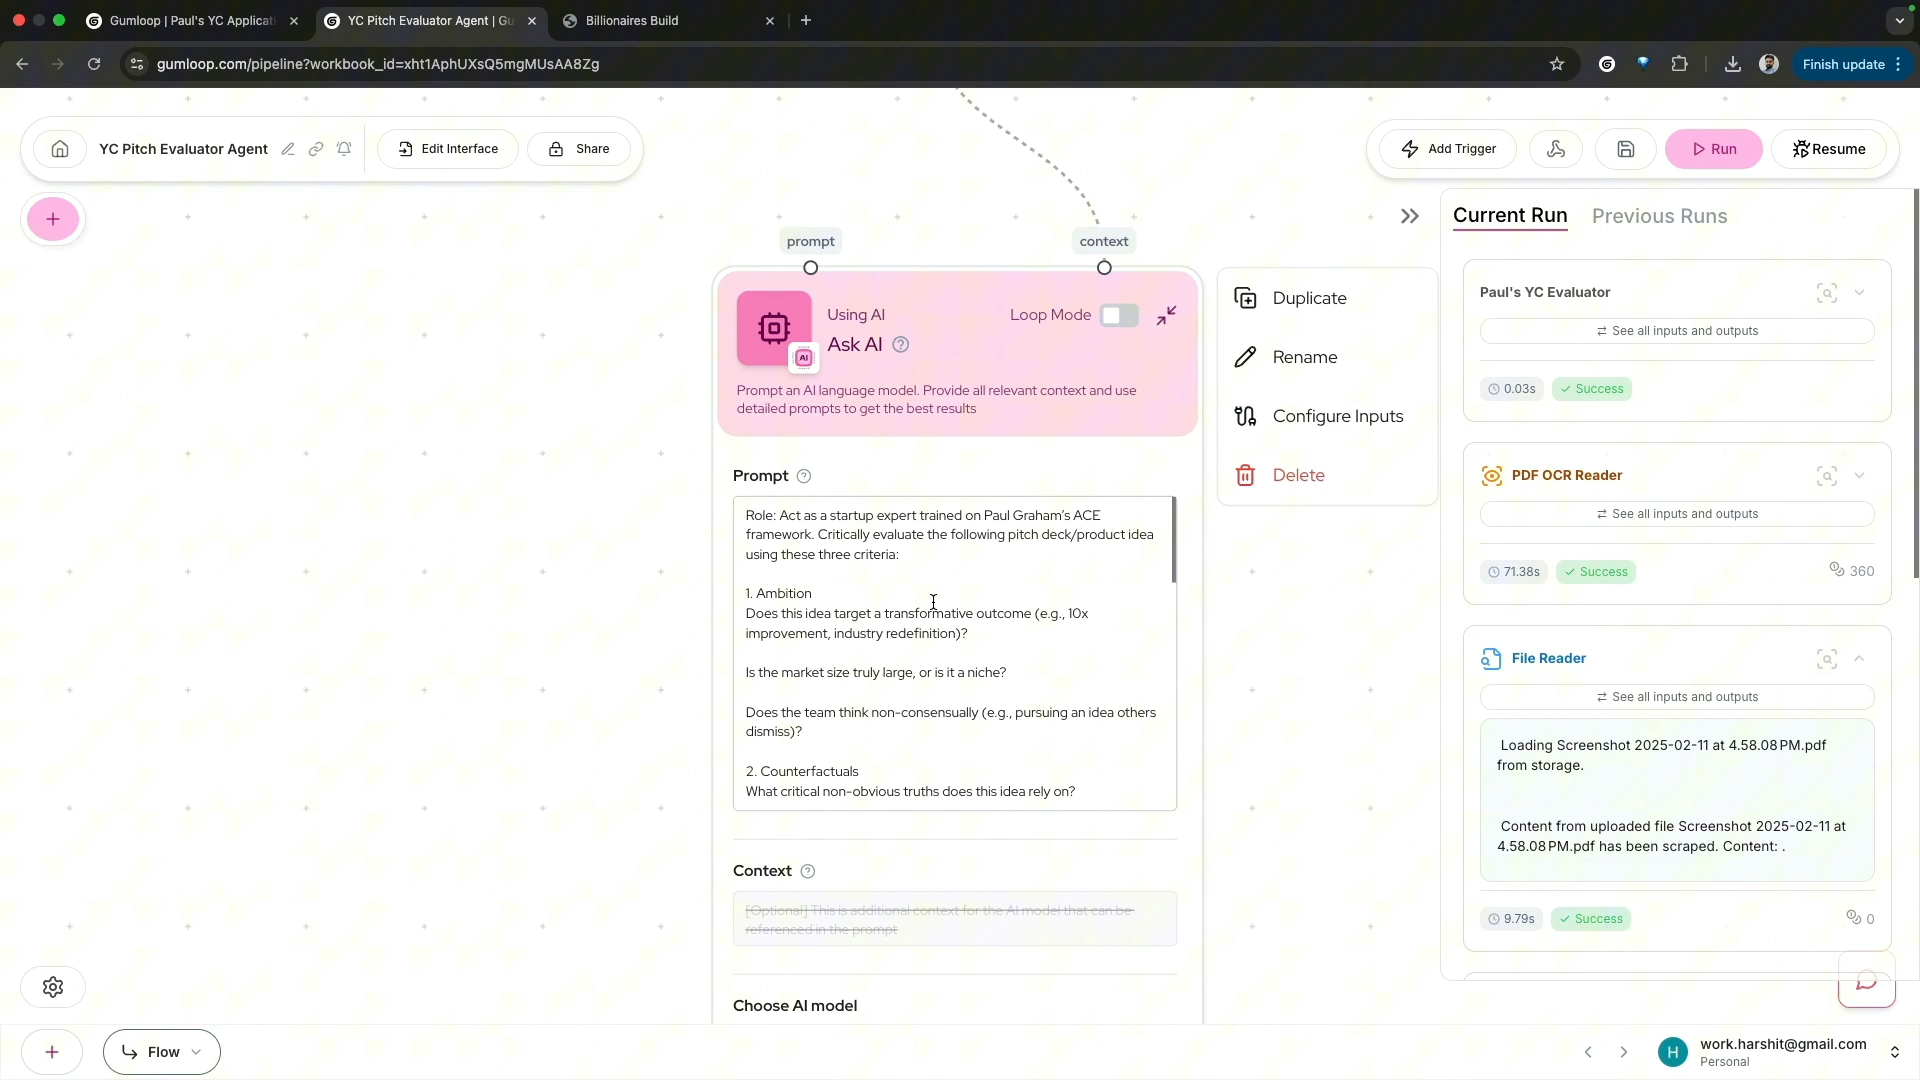 Gumloop | Paul's YC Applicati
YC Pitch Evaluator Agent | Gu
Billionaires Build
gumloop.com/pipeline?workbook_id=xht1AphUXsQ5mgMUsAA8Zg
Finish update
YC Pitch Evaluator Agent
Edit Interface
Share
Add Trigger
Run
Resume
Current Run
Previous Runs
prompt
context
Using AI
Loop Mode
Ask AI
AI
Prompt an AI language model. Provide all relevant context and use
detailed prompts to get the best results
Duplicate
Rename
Configure Inputs
Delete
Prompt
Role: Act as a startup expert trained on Paul Graham's ACE
framework. Critically evaluate the following pitch deck/product idea
using these three criteria:
1. Ambition
Does this idea target a transformative outcome (e.g., 10x
improvement, industry redefinition)?
Is the market size truly large, or is it a niche?
Does the team think non-consensually (e.g., pursuing an idea others
dismiss)?
2. Counterfactuals
What critical non-obvious truths does this idea rely on?
Context
[Optional] This is additional context for the AI model that can be
referenced in the prompt
Choose AI model
Paul's YC Evaluator
See all inputs and outputs
0.03s
Success
PDF OCR Reader
See all inputs and outputs
71.38s
Success
360
File Reader
See all inputs and outputs
Loading Screenshot 2025-02-11 at 4.58.08 PM.pdf
from storage.
Content from uploaded file Screenshot 2025-02-11 at
4.58.08 PM.pdf has been scraped. Content: .
9.79s
Success
0
Flow
H
work.harshit@gmail.com
Personal